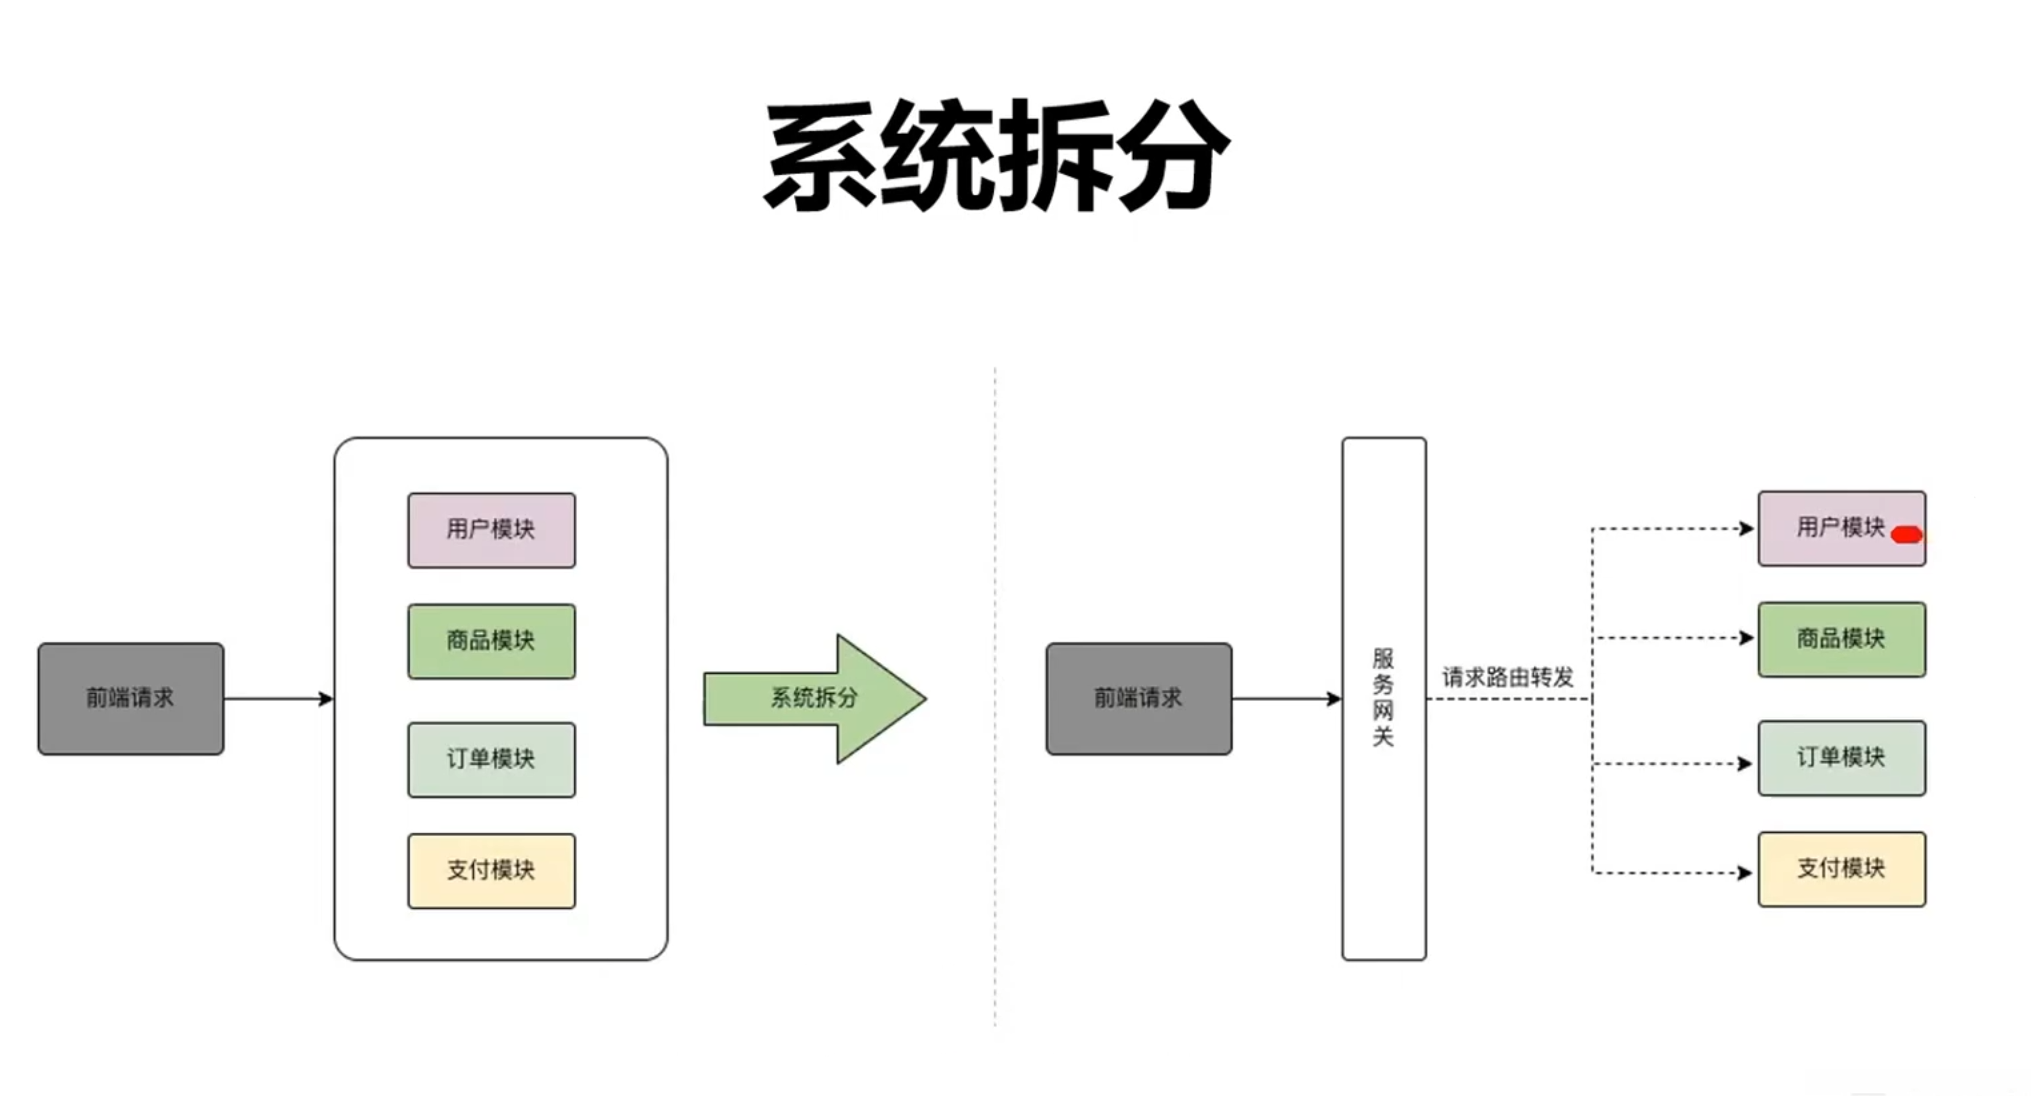 系统拆分
前端请求
用户模块
商品模块
订单模块
支付模块
系统拆分
前端请求
服务网关
请求路由转发
用户模块
商品模块
订单模块
支付模块